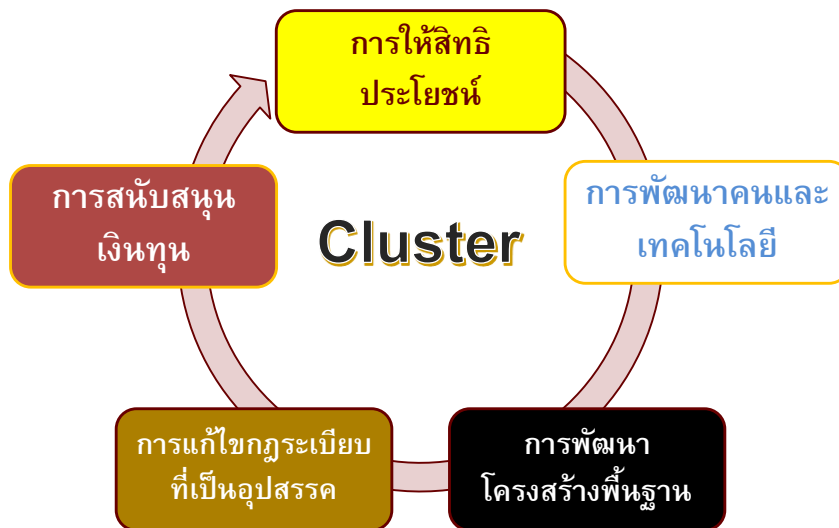 การให้สิทธิ
ประโยชน์
การสนับสนุน
เงินทุน
Cluster
การพัฒนาคนและ
เทคโนโลยี
การแก้ไขกฎระเบียบ
ที่เป็นอุปสรรค
การพัฒนา
โครงสร้างพื้นฐาน